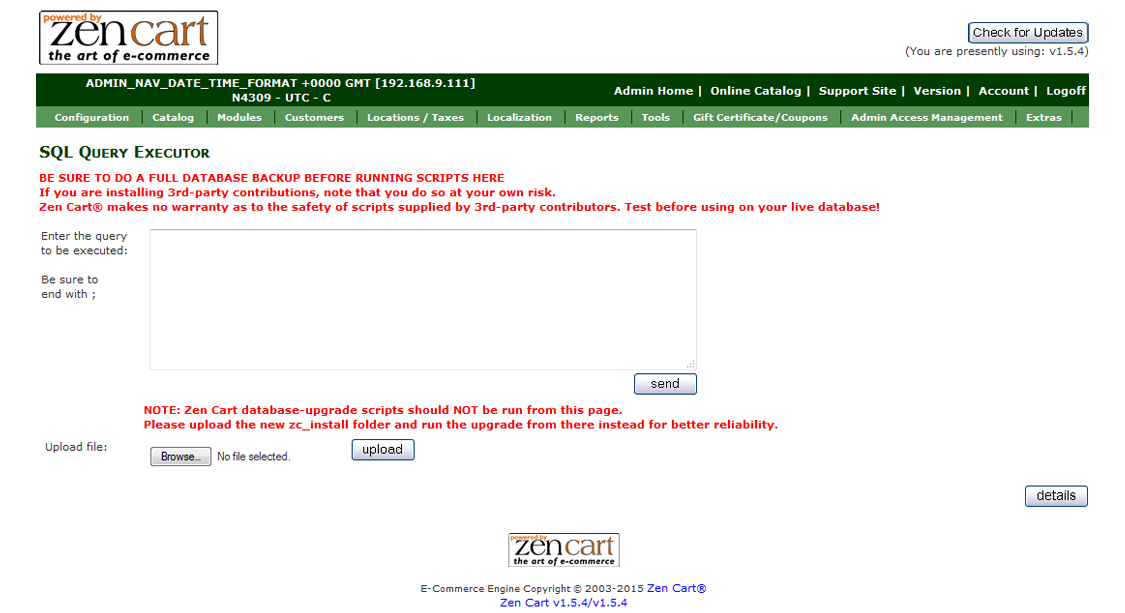 powered by
zen cart
the art of e-commerce
Check for Updates
(You are presently using: v1.5.4)
ADMIN_NAV_DATE_TIME_FORMAT +0000 GMT [192.168.9.111]
N4309 - UTC - C
Admin Home | Online Catalog | Support Site | Version | Account | Logoff
Configuration | Catalog | Modules | Customers | Locations / Taxes | Localization | Reports | Tools | Gift Certificate/Coupons | Admin Access Management | Extras |
SQL Query Executor
BE SURE TO DO A FULL DATABASE BACKUP BEFORE RUNNING SCRIPTS HERE
If you are installing 3rd-party contributions, note that you do so at your own risk.
Zen Cart® makes no warranty as to the safety of scripts supplied by 3rd-party contributors. Test before using on your live database!
Enter the query
to be executed:
Be sure to
end with ;
send
NOTE: Zen Cart database-upgrade scripts should NOT be run from this page.
Please upload the new zc_install folder and run the upgrade from there instead for better reliability.
Upload file:
Browse... No file selected.
upload
details
powered by
zen cart
the art of e-commerce
E-Commerce Engine Copyright © 2003-2015 Zen Cart®
Zen Cart v1.5.4/v1.5.4